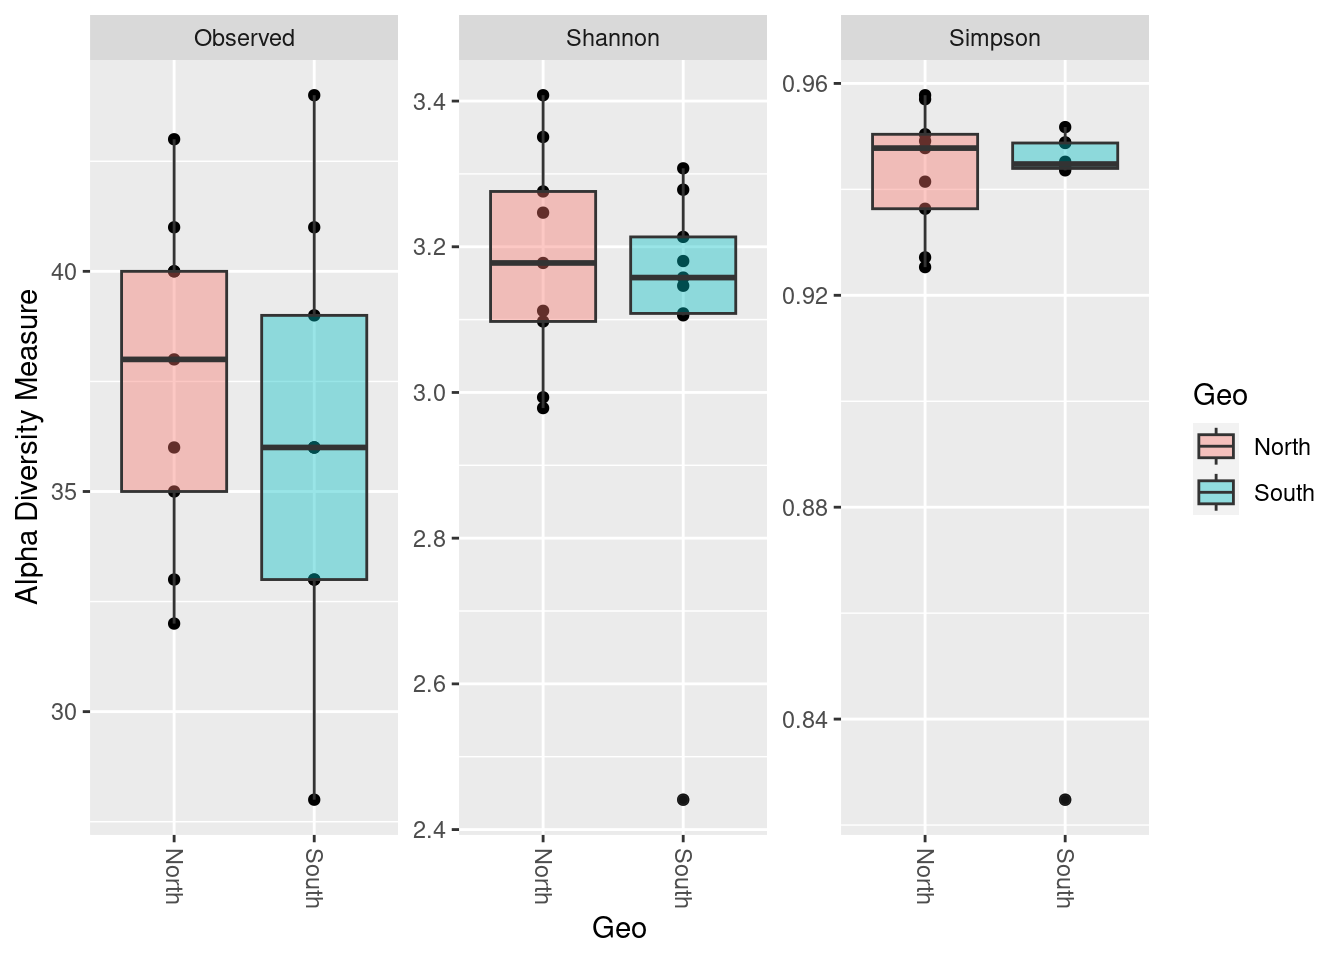 Observed
Shannon
Simpson
Alpha Diversity Measure
40
35
30
3.4
3.2
3.0
2.8
2.6
2.4
0.96
0.92
0.88
0.84
North
South
North
South
North
South
Geo
Geo
North
South